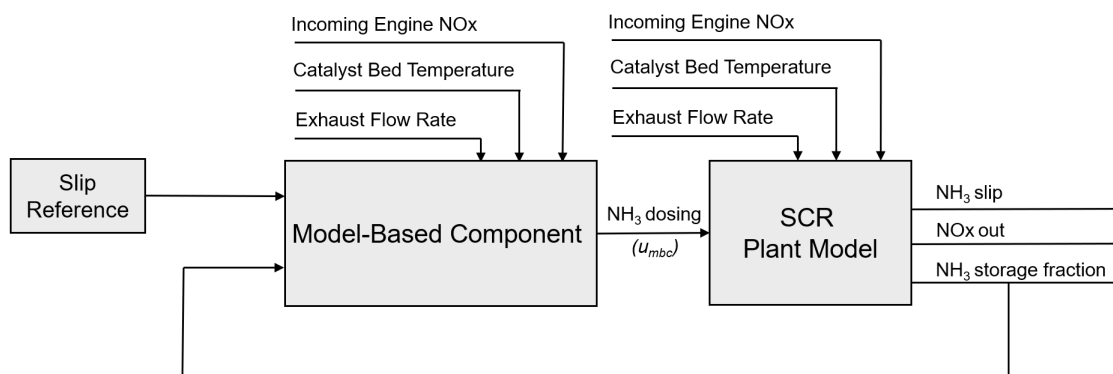 Incoming Engine NOx
Catalyst Bed Temperature
Exhaust Flow Rate
Incoming Engine NOx
Catalyst Bed Temperature
Exhaust Flow Rate
Slip
Reference
Model-Based Component
NH₃ dosing
(u_mbc)
SCR
Plant Model
NH₃ slip
NOx out
NH₃ storage fraction